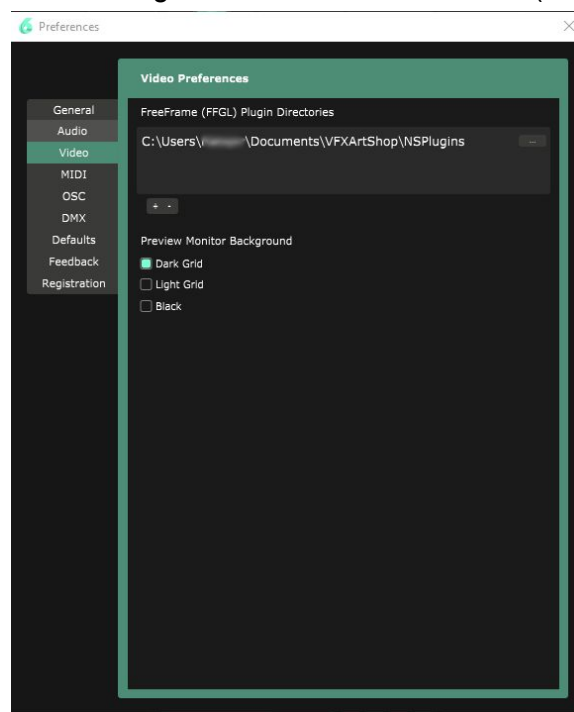 Preferences
Video Preferences
General
Audio
Video
MIDI
OSC
DMX
Defaults
Feedback
Registration
FreeFrame (FFGL) Plugin Directories
C:\Users\ \Documents\VFXArtShop\NSPlugins ...
+ -
Preview Monitor Background
Dark Grid
Light Grid
Black